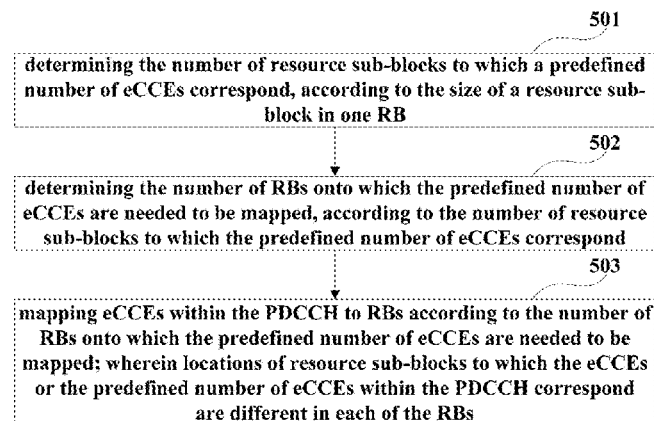 501
determining the number of resource sub-blocks to which a predefined
number of eCCEs correspond, according to the size of a resource sub-
block in one RB
502
determining the number of RBs onto which the predefined number of
eCCEs are needed to be mapped, according to the number of resource
sub-blocks to which the predefined number of eCCEs correspond
503
mapping eCCEs within the PDCCH to RBs according to the number of
RBs onto which the predefined number of eCCEs are needed to be
mapped; wherein locations of resource sub-blocks to which the eCCEs
or the predefined number of eCCEs within the PDCCH correspond
are different in each of the RBs